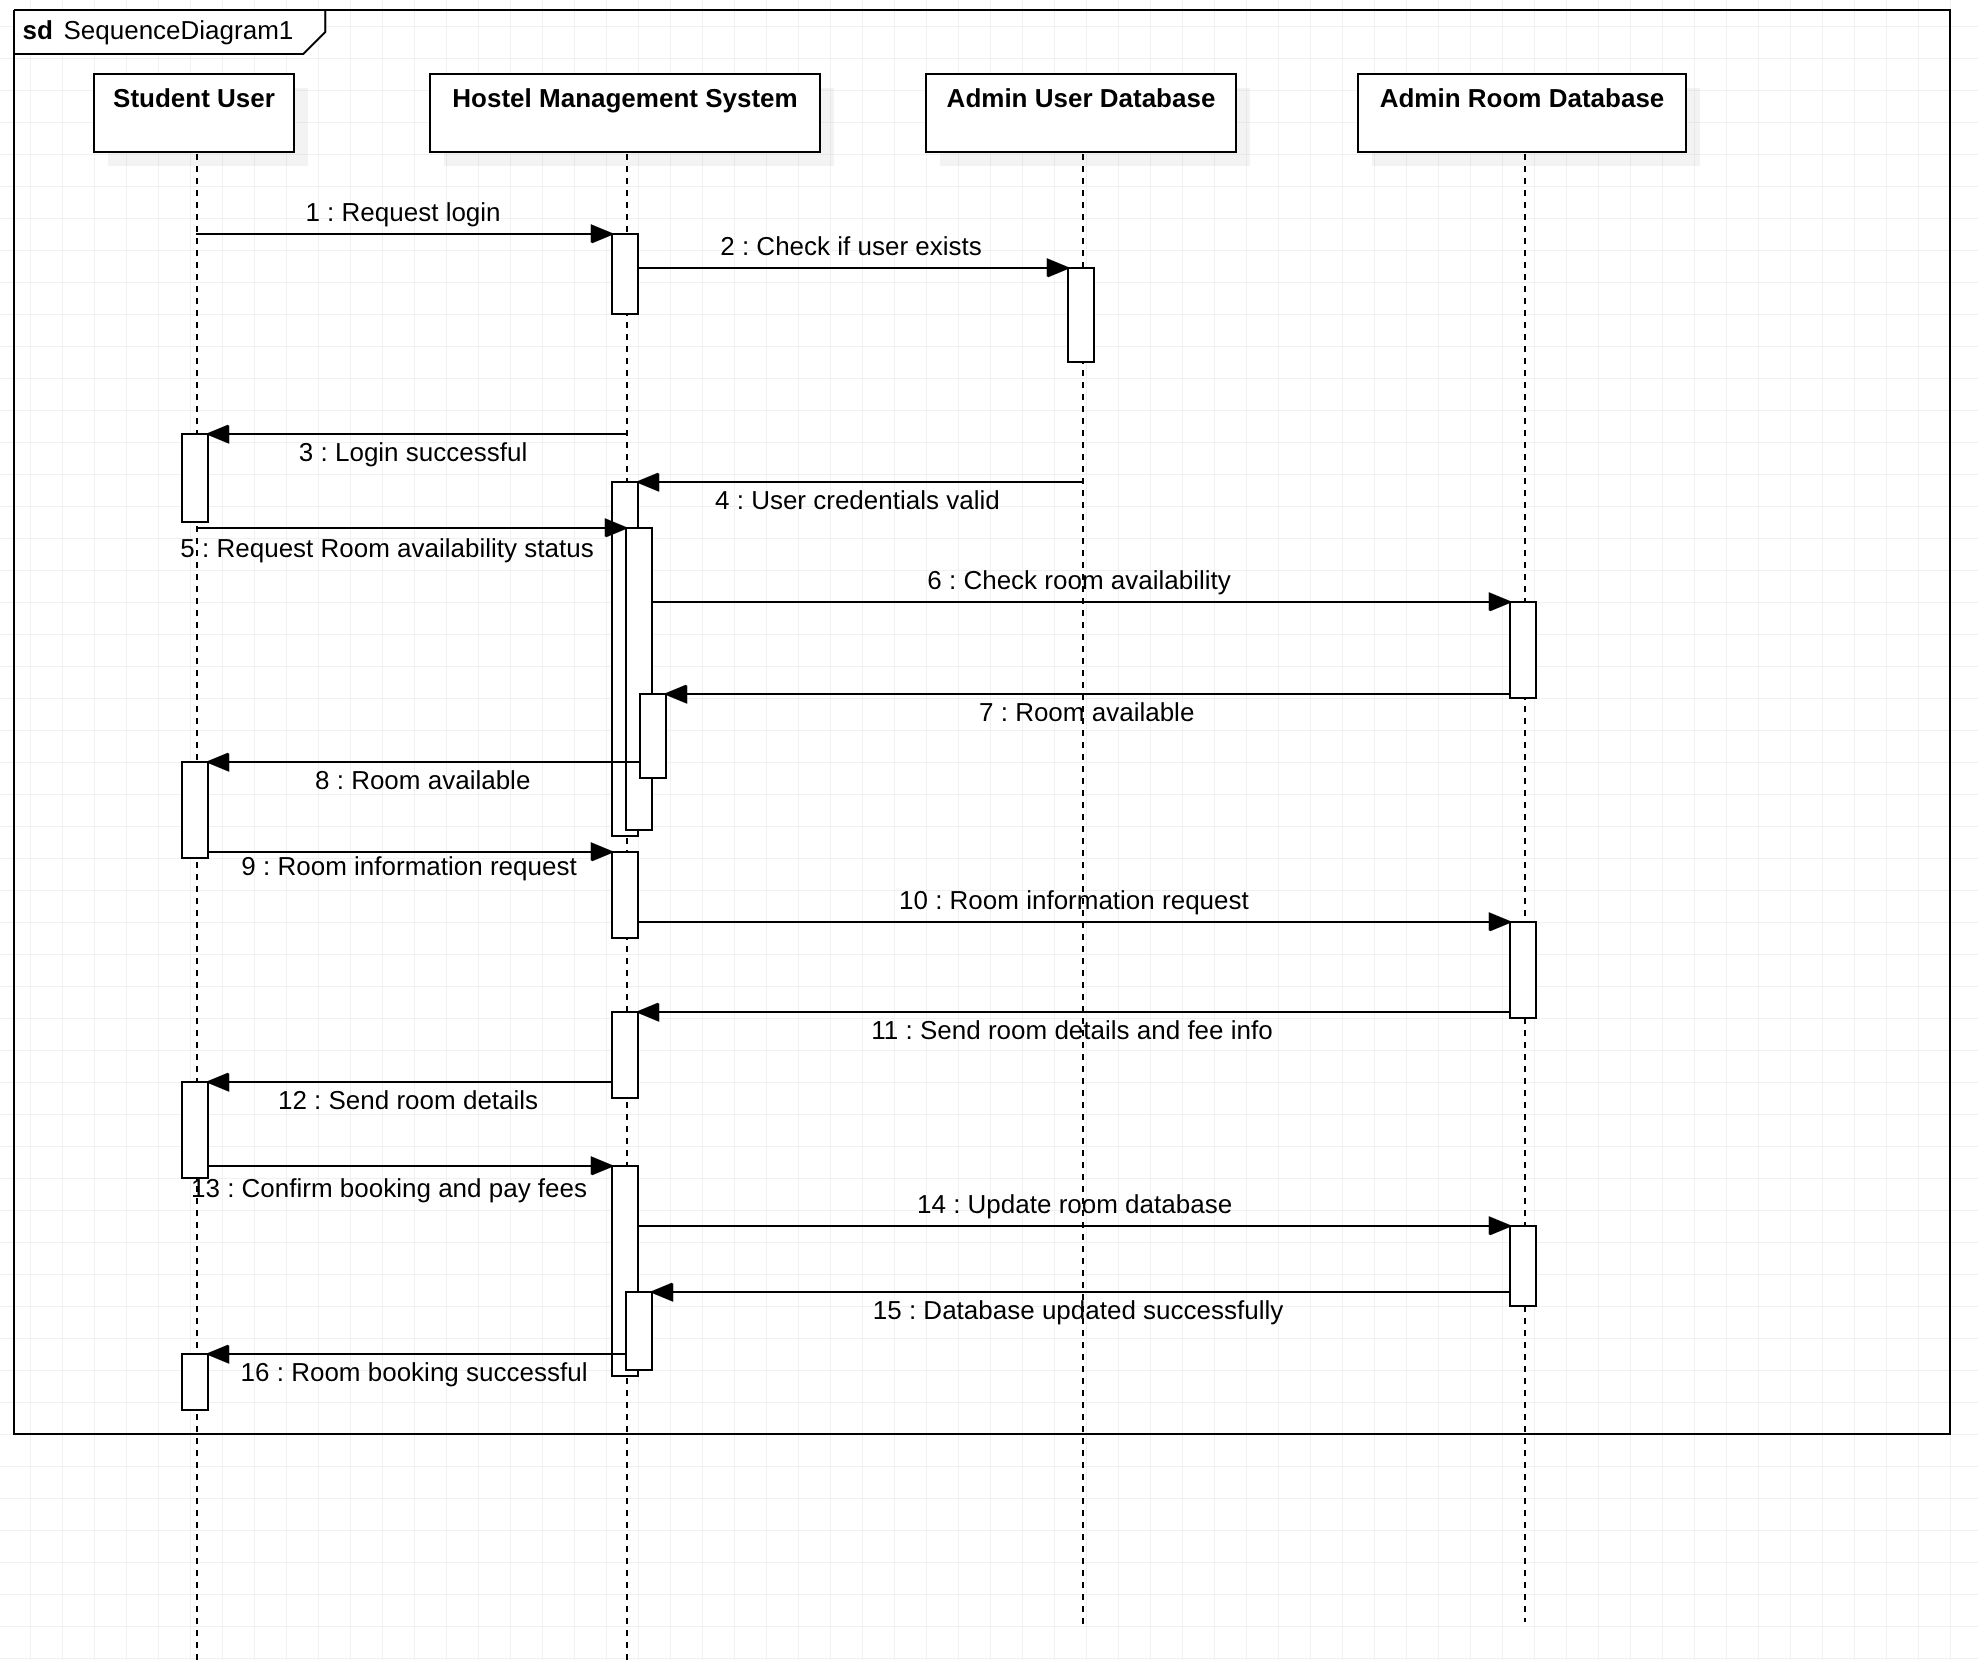 sd SequenceDiagram1
Student User
Hostel Management System
Admin User Database
Admin Room Database
1 : Request login
2 : Check if user exists
3 : Login successful
4 : User credentials valid
5 : Request Room availability status
6 : Check room availability
7 : Room available
8 : Room available
9 : Room information request
10 : Room information request
11 : Send room details and fee info
12 : Send room details
13 : Confirm booking and pay fees
14 : Update room database
15 : Database updated successfully
16 : Room booking successful